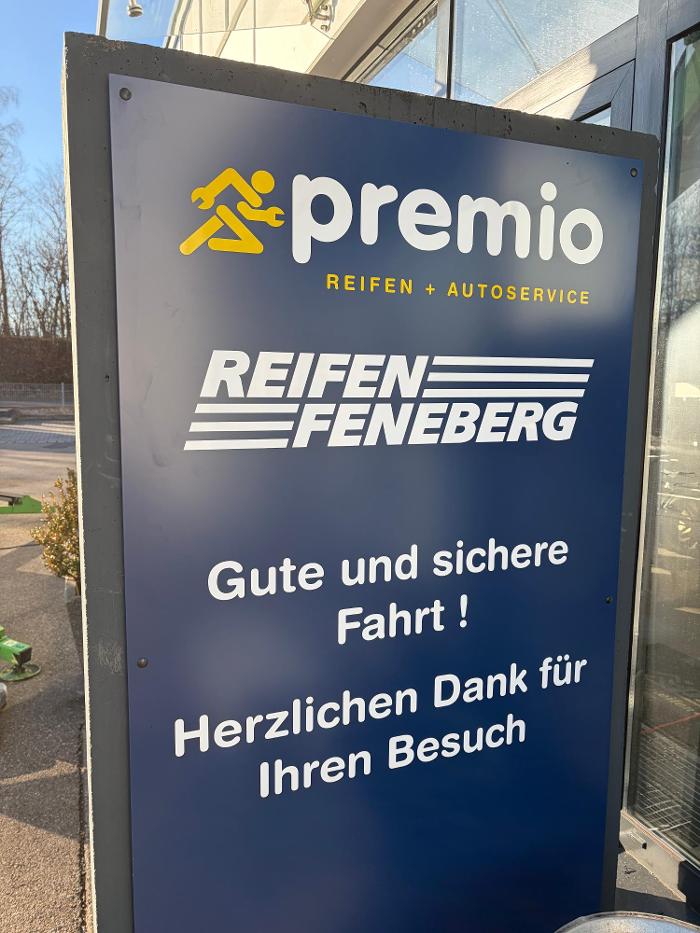 premio
REIFEN + AUTOSERVICE
REIFEN
FENEBERG
Gute und sichere
Fahrt !
Herzlichen Dank für
Ihren Besuch